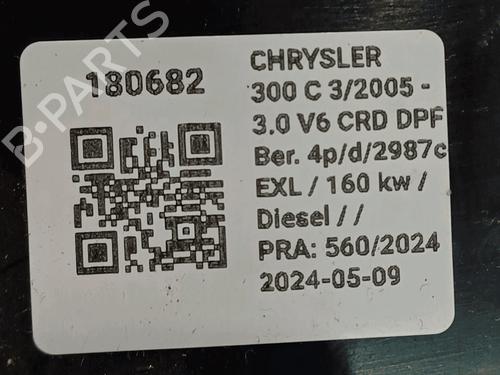 180682
CHRYSLER
300 C 3/2005 -
3.0 V6 CRD DPF
Ber. 4p/d/2987c
EXL / 160 kw /
Diesel / /
PRA: 560/2024
2024-05-09
B-PARTS